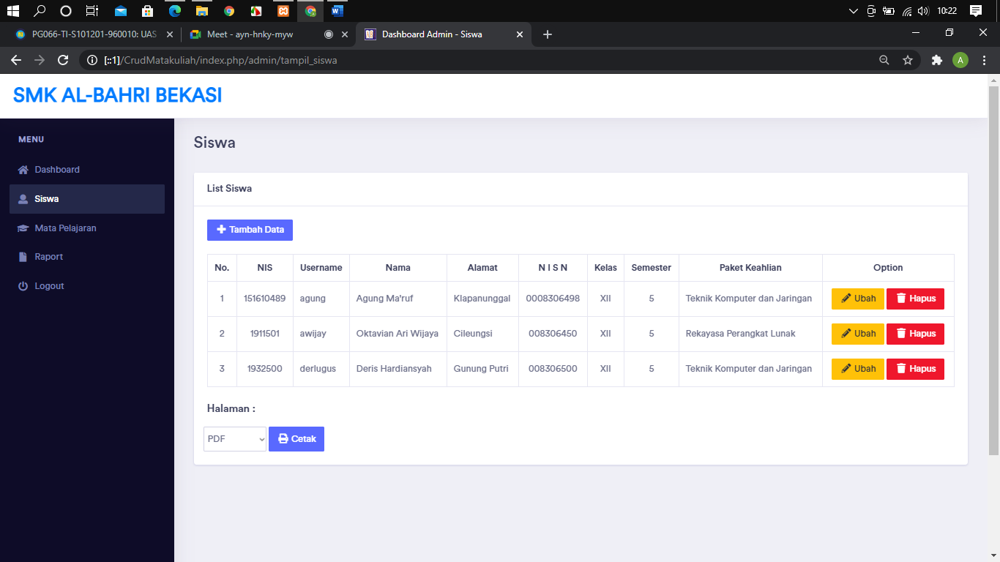 10:22
PG066-TI-S101201-960010: UAS
Meet - ayn-hnky-myw
Dashboard Admin - Siswa
[::1]/CrudMatakuliah/index.php/admin/tampil_siswa
A
SMK AL-BAHRI BEKASI
MENU
Dashboard
Siswa
Mata Pelajaran
Raport
Logout
Siswa
List Siswa
Tambah Data
No. NIS Username Nama Alamat N I S N Kelas Semester Paket Keahlian Option
1 151610489 agung Agung Ma'ruf Klapanunggal 0008306498 XII 5 Teknik Komputer dan Jaringan Ubah Hapus
2 1911501 awijay Oktavian Ari Wijaya Cileungsi 008306450 XII 5 Rekayasa Perangkat Lunak Ubah Hapus
3 1932500 derlugus Deris Hardiansyah Gunung Putri 008306500 XII 5 Teknik Komputer dan Jaringan Ubah Hapus
Halaman :
PDF Cetak